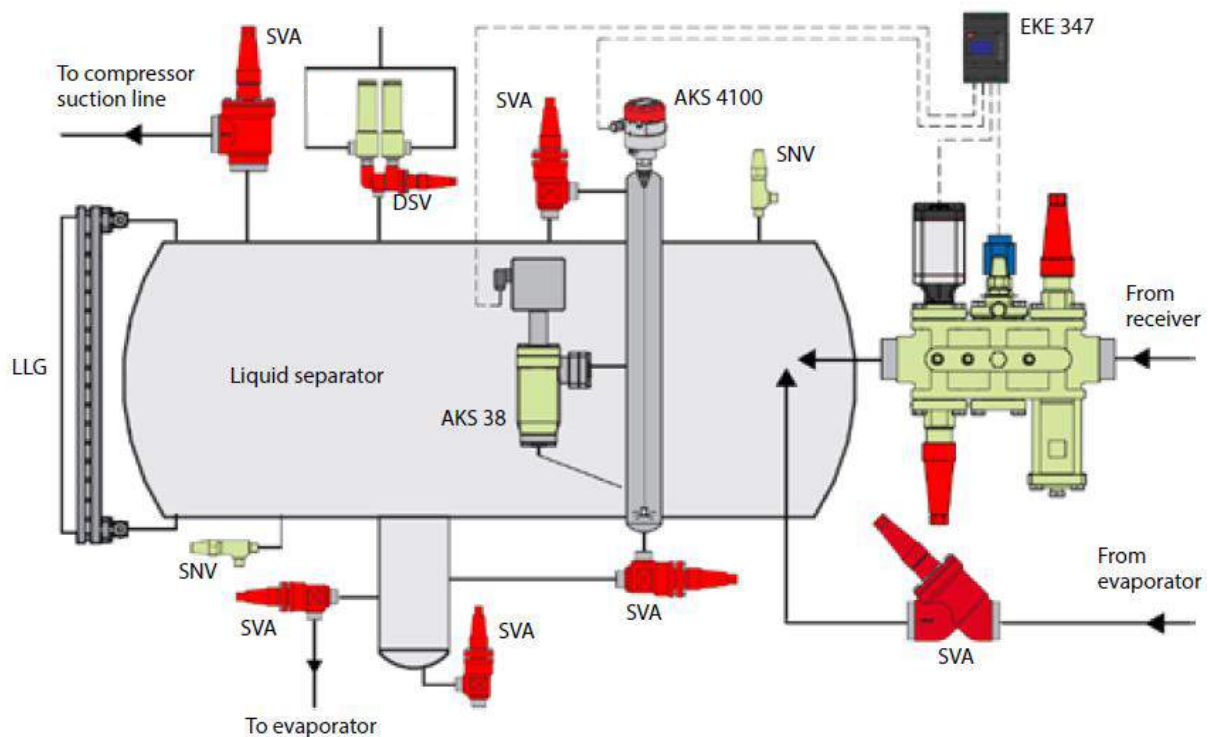 SVA
EKE 347
To compressor
suction line
SVA
AKS 4100
SNV
DSV
From
receiver
LLG
Liquid separator
AKS 38
SNV
SVA
SVA
SVA
From
evaporator
SVA
To evaporator